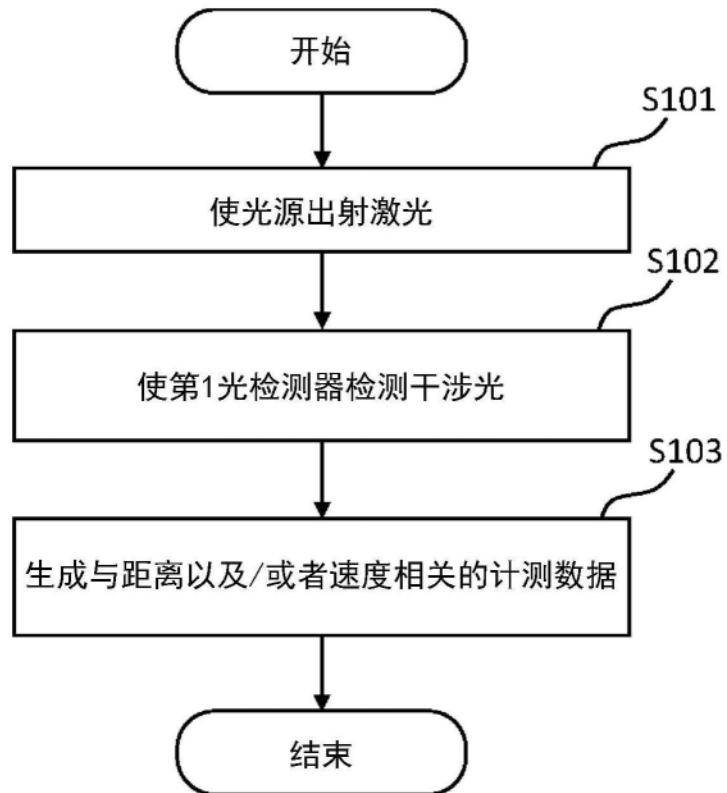 开始
S101
使光源出射激光
S102
使第1光检测器检测干涉光
S103
生成与距离以及/或者速度相关的计测数据
结束